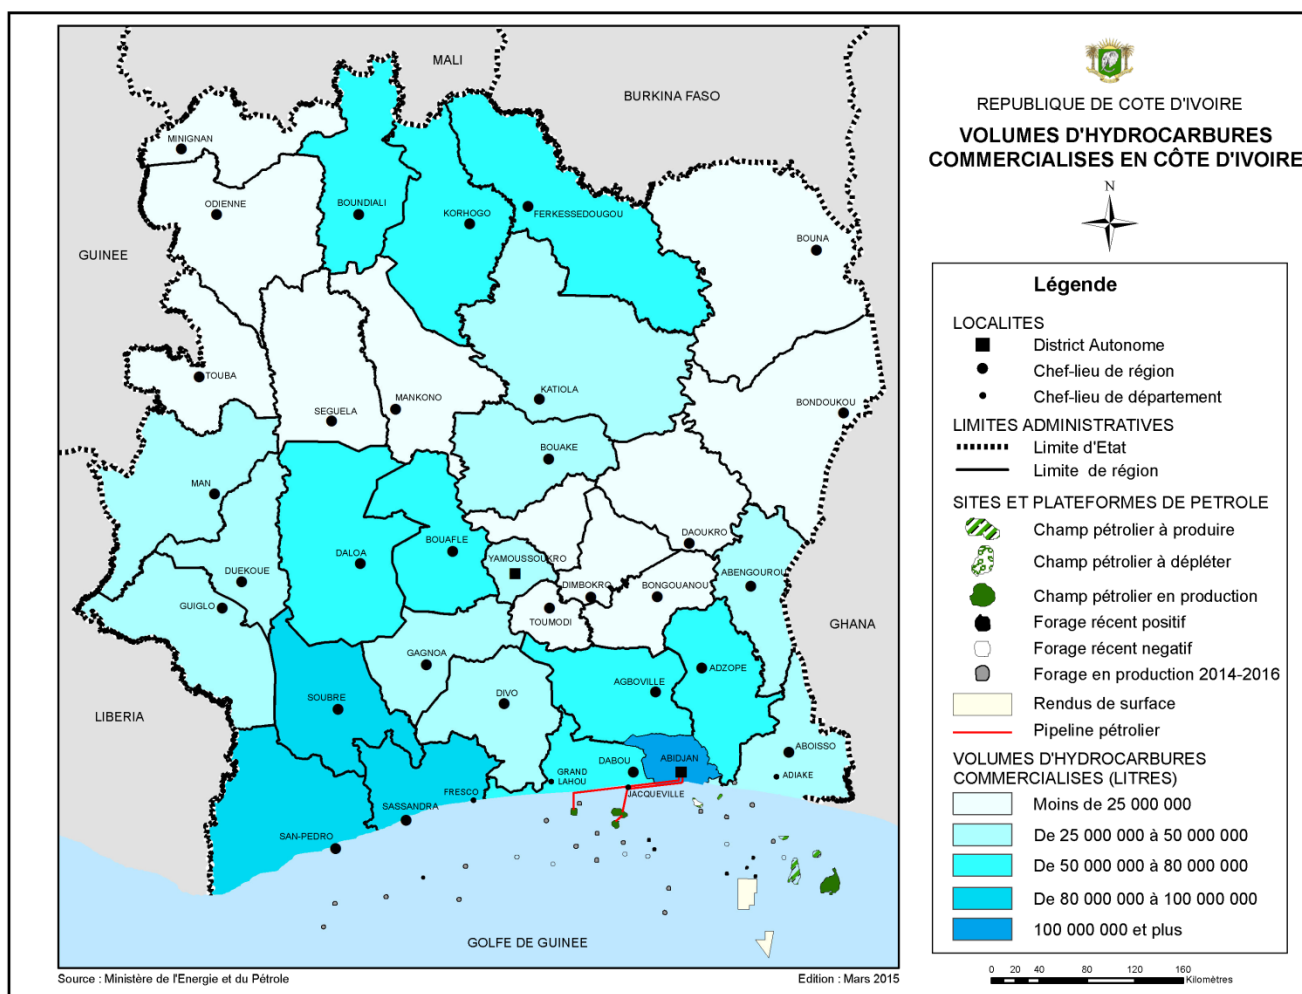 MALI
BURKINA FASO
MINIGNAN
ODIENNE
BOUNDIALI
KORHOGO
FERKESSEDOUGOU
BOUNA
GUINEE
TOUBA
SEGUELA
MANKONO
KATIOLA
BONDOUKOU
BOUAKE
MAN
DALOA
BOUAFLE
YAMOUSSOUKRO
DAOUKRO
DUEKOUE
DIMBOKRO
BONGOUANOU
ABENGOUROU
GUIGLO
TOUMODI
GHANA
GAGNOA
ADZOPE
SOUBRE
DIVO
AGBOVILLE
LIBERIA
ABOISSO
DABOU
ABIDJAN
GRAND
LAHOU
ADIAKE
FRESCO
JACQUEVILLE
SASSANDRA
SAN-PEDRO
GOLFE DE GUINEE
Source : Ministère de l'Energie et du Pétrole
Edition : Mars 2015
REPUBLIQUE DE COTE D'IVOIRE
VOLUMES D'HYDROCARBURES
COMMERCIALISES EN CÔTE D'IVOIRE
N
Légende
LOCALITES
District Autonome
Chef-lieu de région
Chef-lieu de département
LIMITES ADMINISTRATIVES
Limite d'Etat
Limite de région
SITES ET PLATEFORMES DE PETROLE
Champ pétrolier à produire
Champ pétrolier à dépléter
Champ pétrolier en production
Forage récent positif
Forage récent negatif
Forage en production 2014-2016
Rendus de surface
Pipeline pétrolier
VOLUMES D'HYDROCARBURES
COMMERCIALISES (LITRES)
Moins de 25 000 000
De 25 000 000 à 50 000 000
De 50 000 000 à 80 000 000
De 80 000 000 à 100 000 000
100 000 000 et plus
0 20 40 80 120 160
Kilomètres